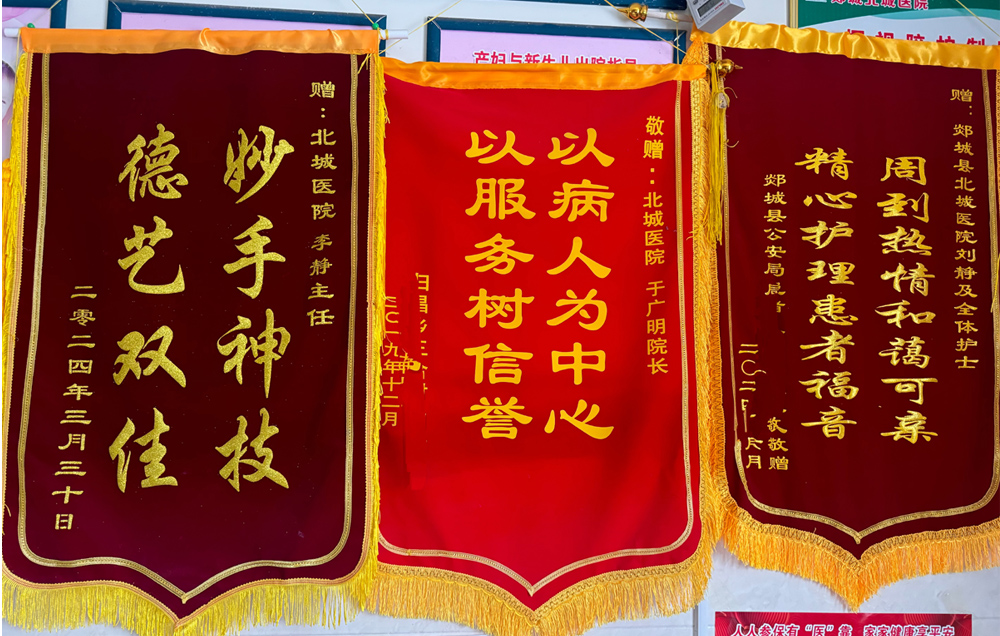 赠：北城医院 李静主任
妙手神技
德艺双佳
二零二四年三月三十日
产妇与新生儿出院指导
敬赠：北城医院 于广明院长
以病人为中心
以服务树信誉
二〇一九年十二月
郯城北城医院
赠：郯城县北城医院刘静及全体护士
周到热情和蔼可亲
精心护理患者福音
郯城县公安局
敬赠
人人参保有“医”靠 家家健康享平安